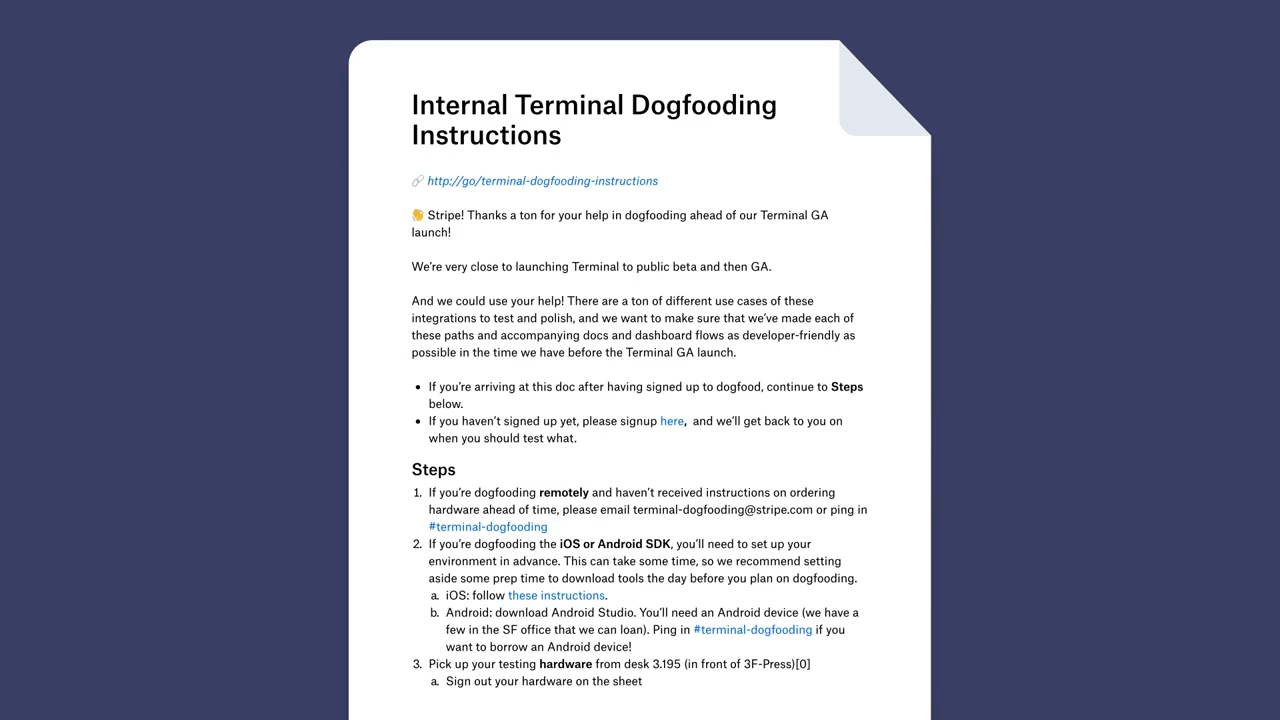 Internal Terminal Dogfooding
Instructions
🔗 http://go/terminal-dogfooding-instructions
👋 Stripe! Thanks a ton for your help in dogfooding ahead of our Terminal GA
launch!
We’re very close to launching Terminal to public beta and then GA.
And we could use your help! There are a ton of different use cases of these
integrations to test and polish, and we want to make sure that we’ve made each of
these paths and accompanying docs and dashboard flows as developer-friendly as
possible in the time we have before the Terminal GA launch.
• If you’re arriving at this doc after having signed up to dogfood, continue to Steps
below.
• If you haven’t signed up yet, please signup here, and we’ll get back to you on
when you should test what.
Steps
1. If you’re dogfooding remotely and haven’t received instructions on ordering
hardware ahead of time, please email terminal-dogfooding@stripe.com or ping in
#terminal-dogfooding
2. If you’re dogfooding the iOS or Android SDK, you’ll need to set up your
environment in advance. This can take some time, so we recommend setting
aside some prep time to download tools the day before you plan on dogfooding.
a. iOS: follow these instructions.
b. Android: download Android Studio. You’ll need an Android device (we have a
few in the SF office that we can loan). Ping in #terminal-dogfooding if you
want to borrow an Android device!
3. Pick up your testing hardware from desk 3.195 (in front of 3F-Press)[0]
a. Sign out your hardware on the sheet